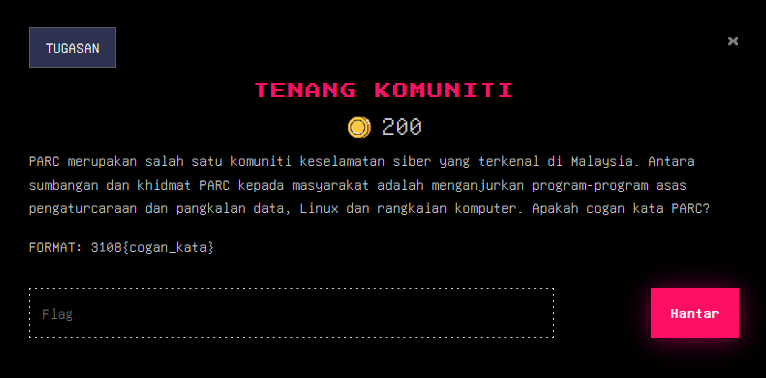 TUGASAN
×
TENANG KOMUNITI
200
PARC merupakan salah satu komuniti keselamatan siber yang terkenal di Malaysia. Antara
sumbangan dan khidmat PARC kepada masyarakat adalah menganjurkan program-program asas
pengaturcaraan dan pangkalan data, Linux dan rangkaian komputer. Apakah cogan kata PARC?
FORMAT: 3108{cogan_kata}
Flag
Hantar